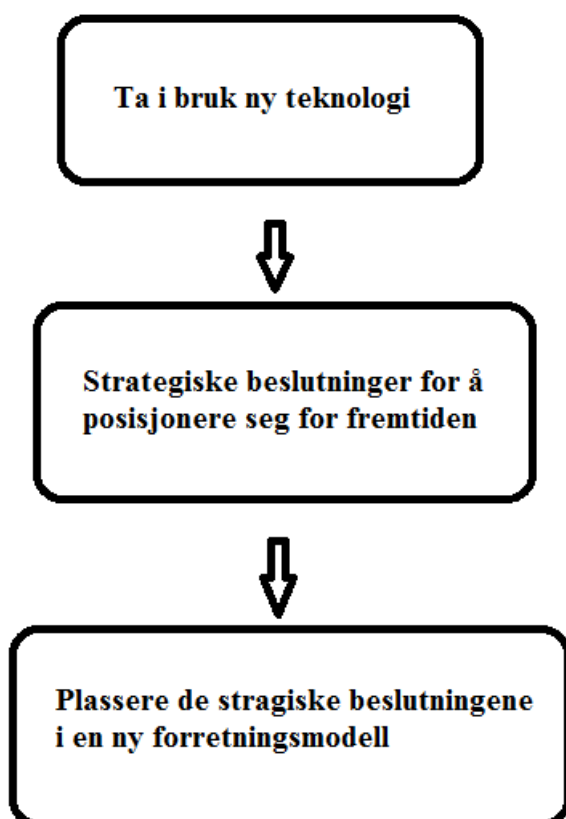 Ta i bruk ny teknologi
Strategiske beslutninger for å
posisjonere seg for fremtiden
Plassere de stragiske beslutningene
i en ny forretningsmodell